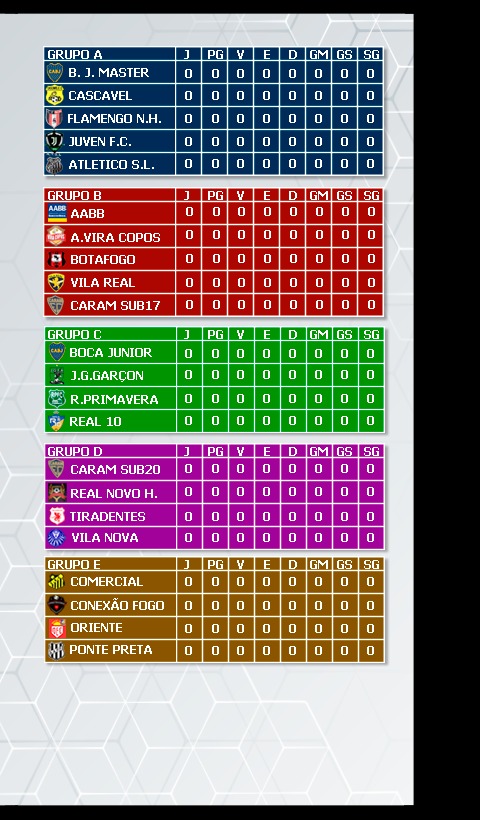 GRUPO A J PG V E D GM GS SG
B. J. MASTER 0 0 0 0 0 0 0 0
CASCAVEL 0 0 0 0 0 0 0 0
FLAMENGO N.H. 0 0 0 0 0 0 0 0
JUVEN F.C. 0 0 0 0 0 0 0 0
ATLETICO S.L. 0 0 0 0 0 0 0 0
GRUPO B J PG V E D GM GS SG
AABB AABB 0 0 0 0 0 0 0 0
A.VIRA COPOS 0 0 0 0 0 0 0 0
BOTAFOGO 0 0 0 0 0 0 0 0
VILA REAL 0 0 0 0 0 0 0 0
CARAM SUB17 0 0 0 0 0 0 0 0
GRUPO C J PG V E D GM GS SG
BOCA JUNIOR 0 0 0 0 0 0 0 0
J.G.GARÇON 0 0 0 0 0 0 0 0
R.PRIMAVERA 0 0 0 0 0 0 0 0
REAL 10 0 0 0 0 0 0 0 0
GRUPO D J PG V E D GM GS SG
CARAM SUB20 0 0 0 0 0 0 0 0
REAL NOVO H. 0 0 0 0 0 0 0 0
TIRADENTES 0 0 0 0 0 0 0 0
VILA NOVA 0 0 0 0 0 0 0 0
GRUPO E J PG V E D GM GS SG
COMERCIAL 0 0 0 0 0 0 0 0
CONEXÃO FOGO 0 0 0 0 0 0 0 0
ORIENTE 0 0 0 0 0 0 0 0
PONTE PRETA 0 0 0 0 0 0 0 0